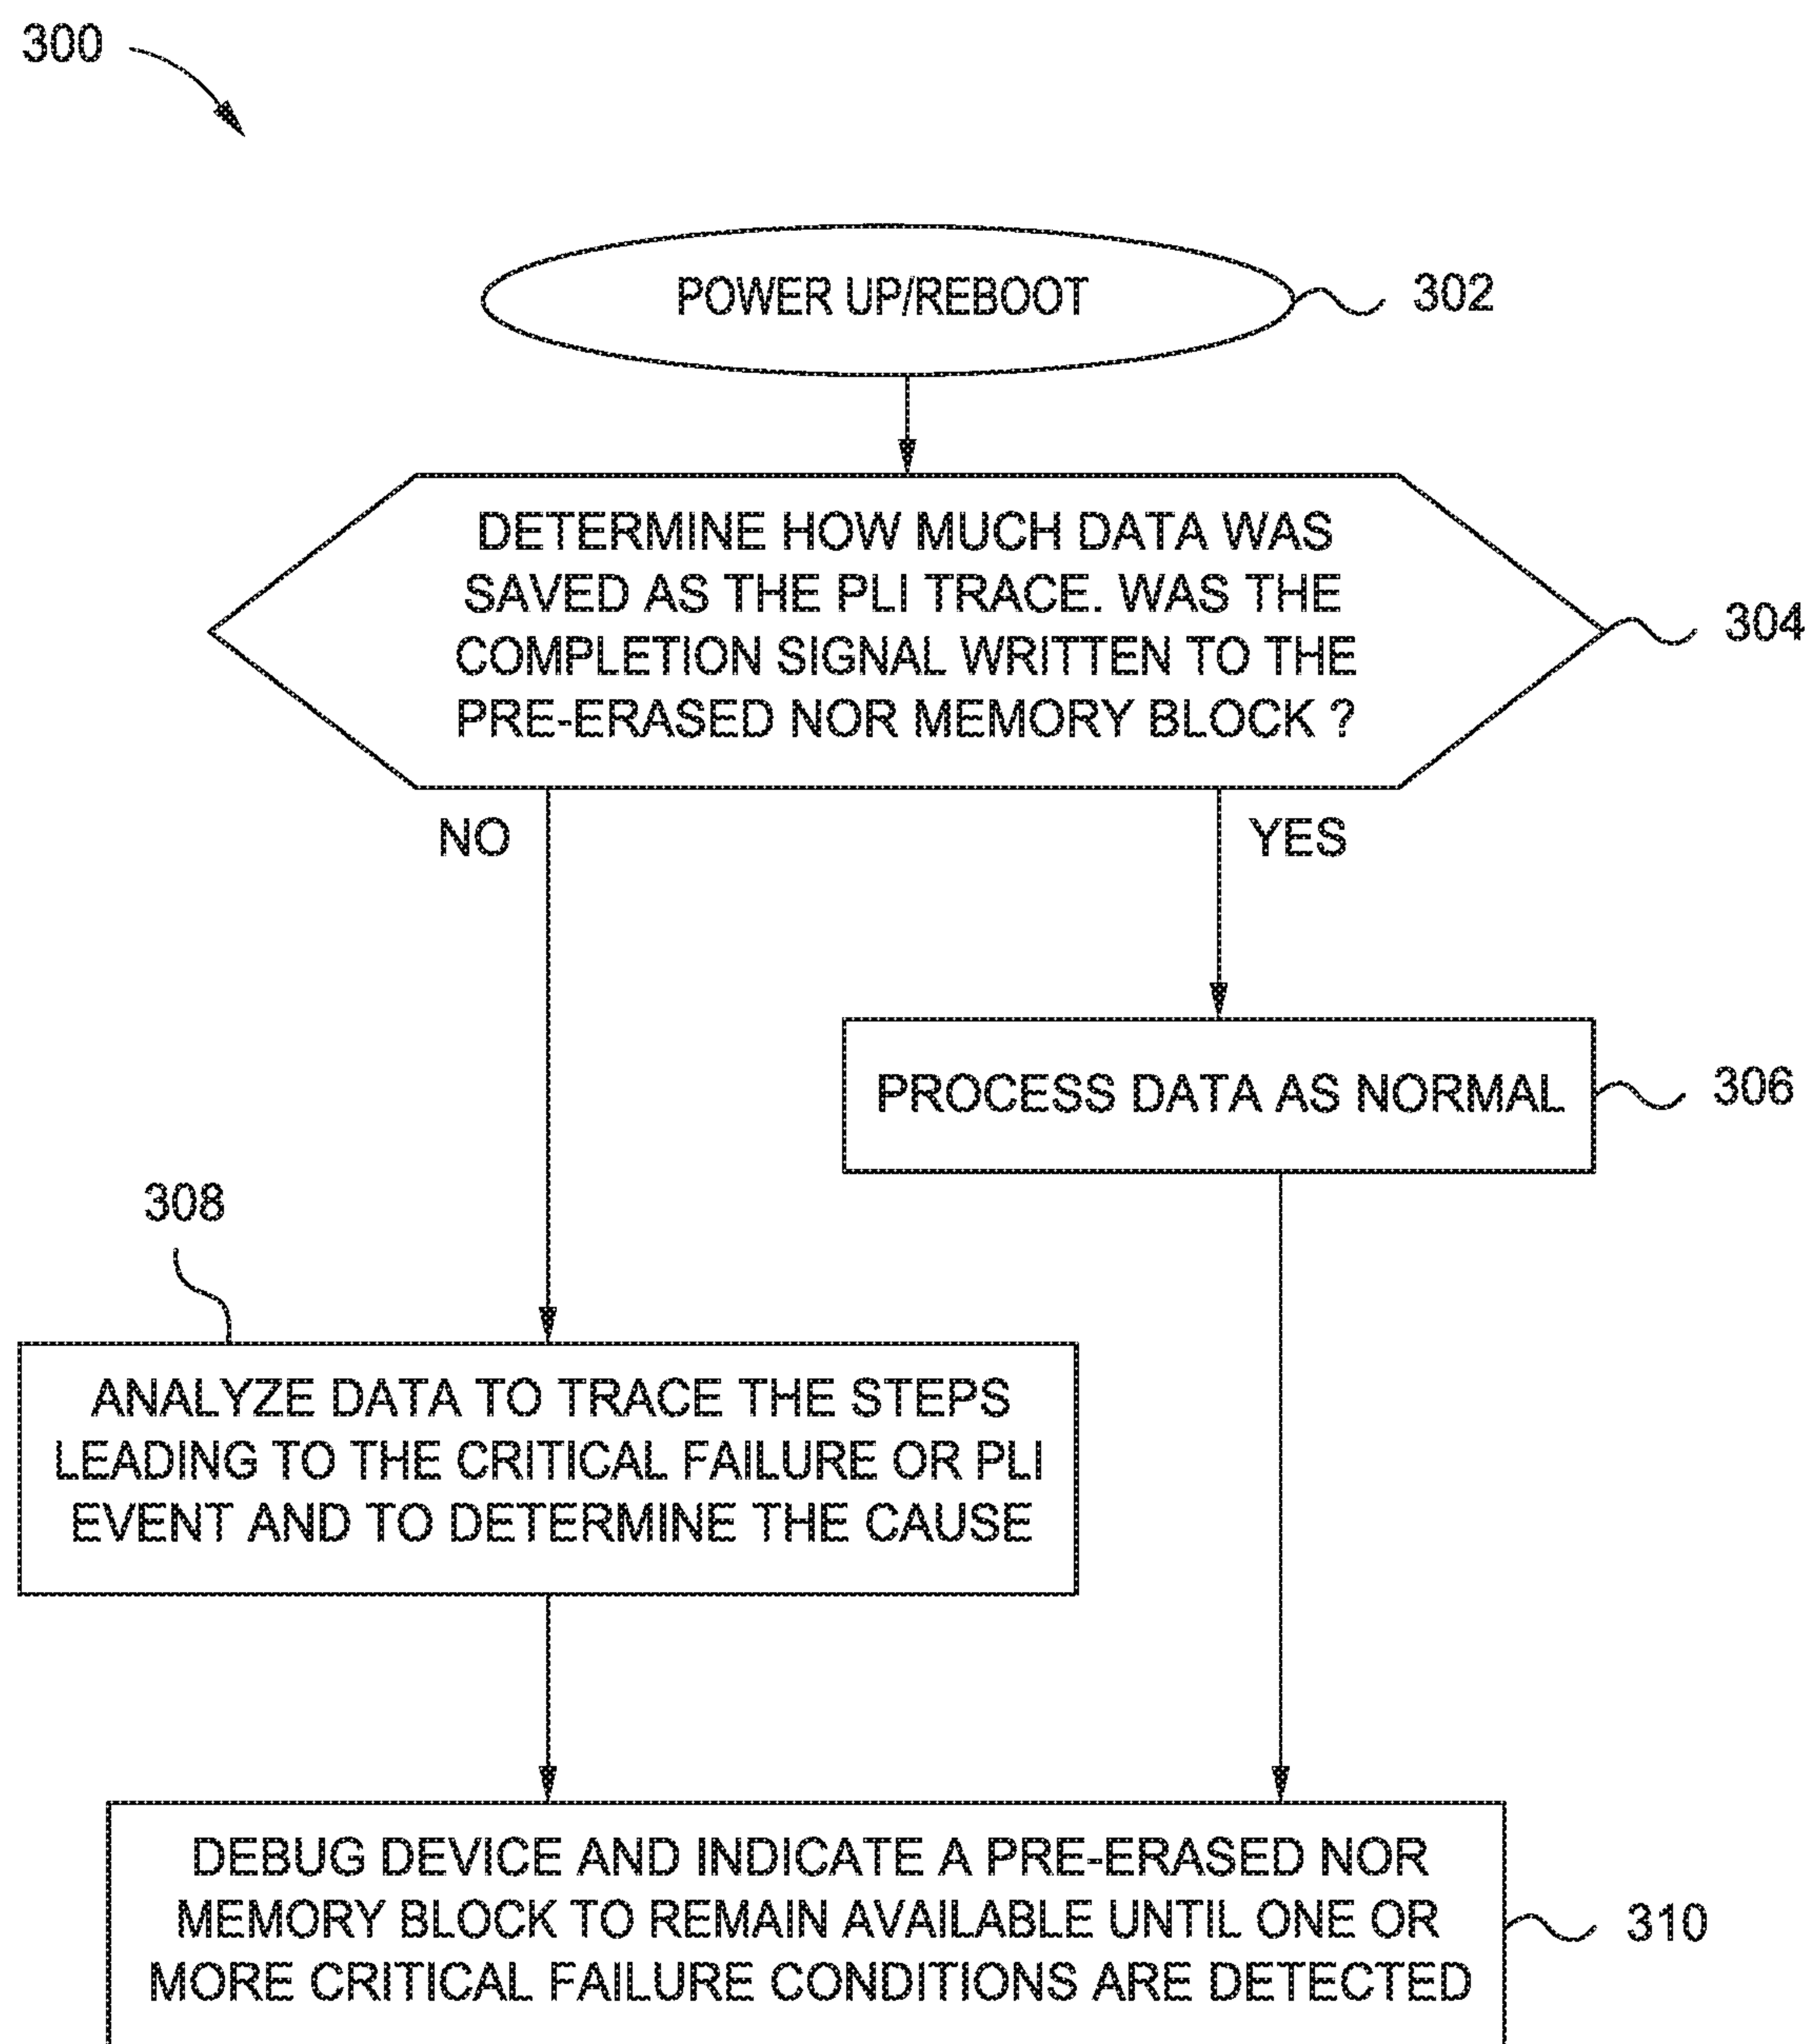 300
POWER UP/REBOOT
302
DETERMINE HOW MUCH DATA WAS
SAVED AS THE PLI TRACE. WAS THE
COMPLETION SIGNAL WRITTEN TO THE
PRE-ERASED NOR MEMORY BLOCK ?
304
NO
YES
PROCESS DATA AS NORMAL
306
308
ANALYZE DATA TO TRACE THE STEPS
LEADING TO THE CRITICAL FAILURE OR PLI
EVENT AND TO DETERMINE THE CAUSE
DEBUG DEVICE AND INDICATE A PRE-ERASED NOR
MEMORY BLOCK TO REMAIN AVAILABLE UNTIL ONE OR
MORE CRITICAL FAILURE CONDITIONS ARE DETECTED
310